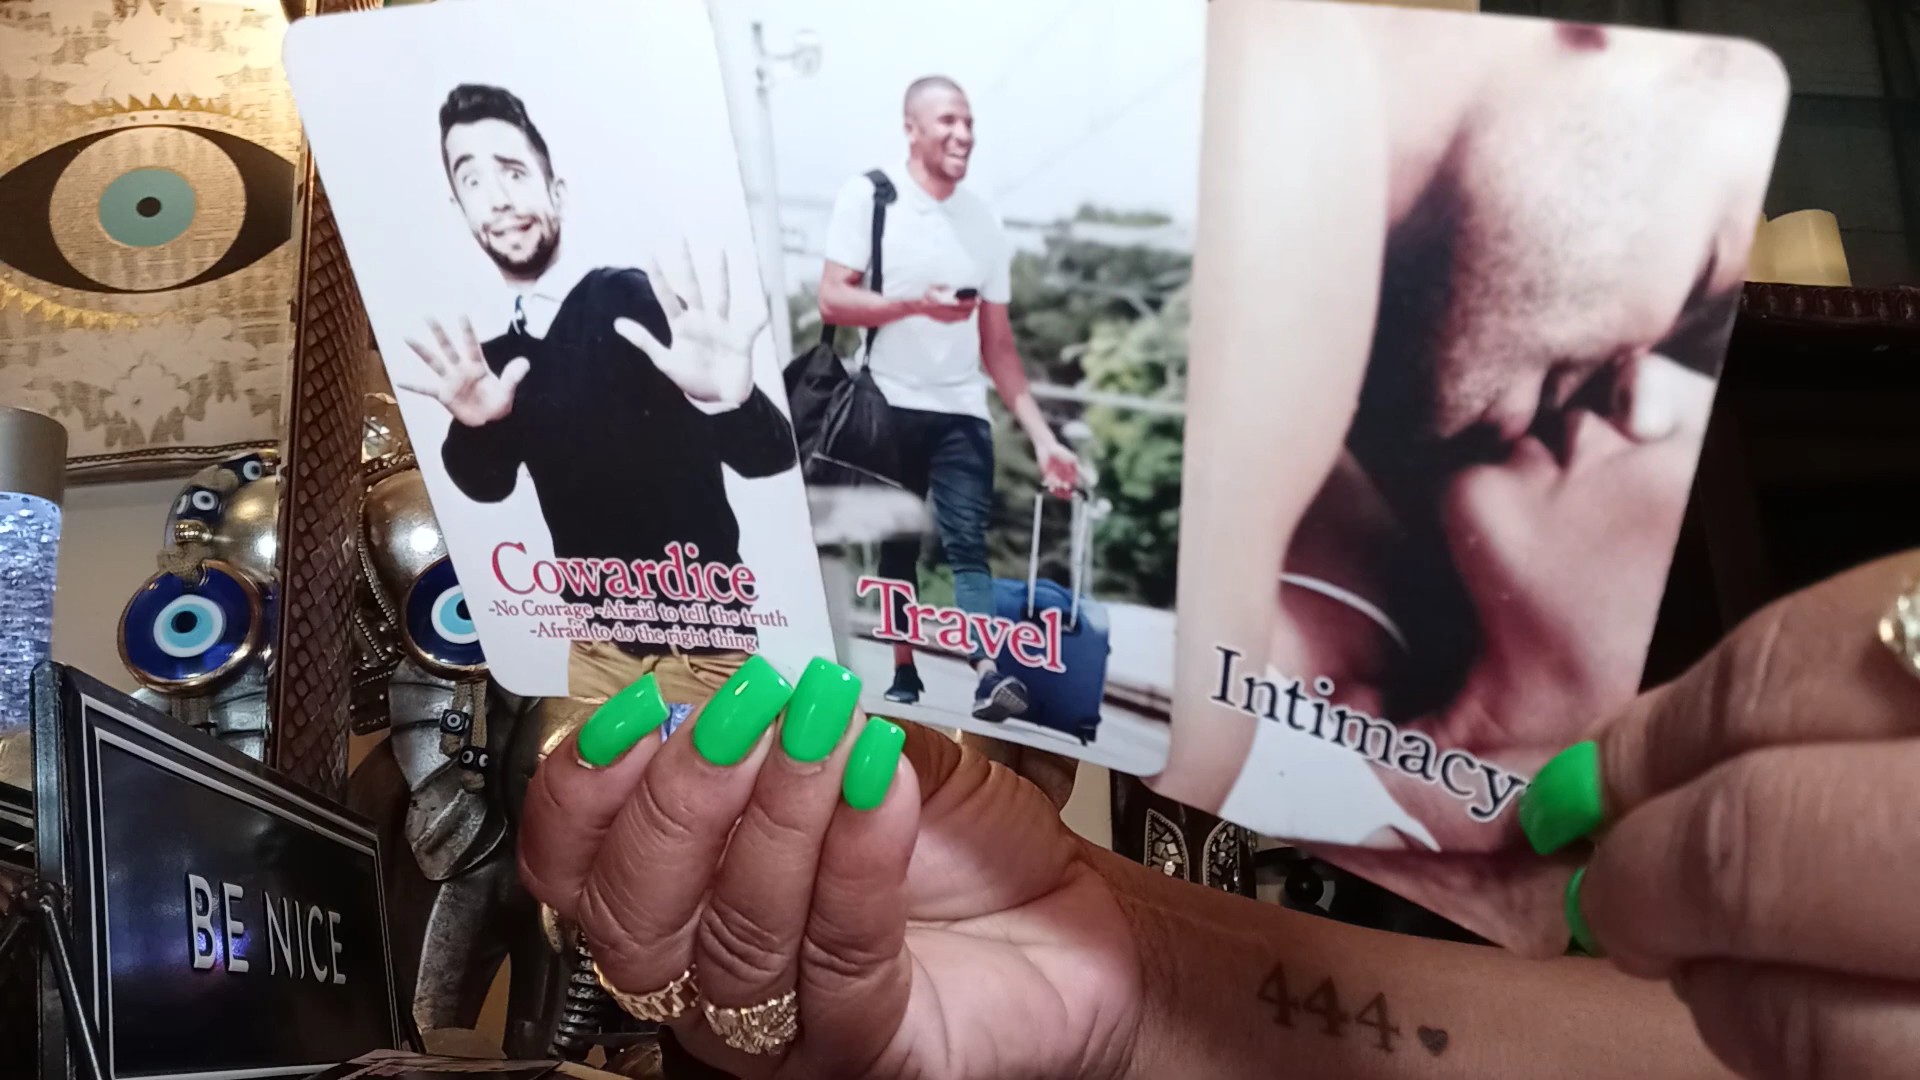 Cowardice
-No Courage -Afraid to tell the truth
-Afraid to do the right thing
Travel
Intimacy
BE NICE
444